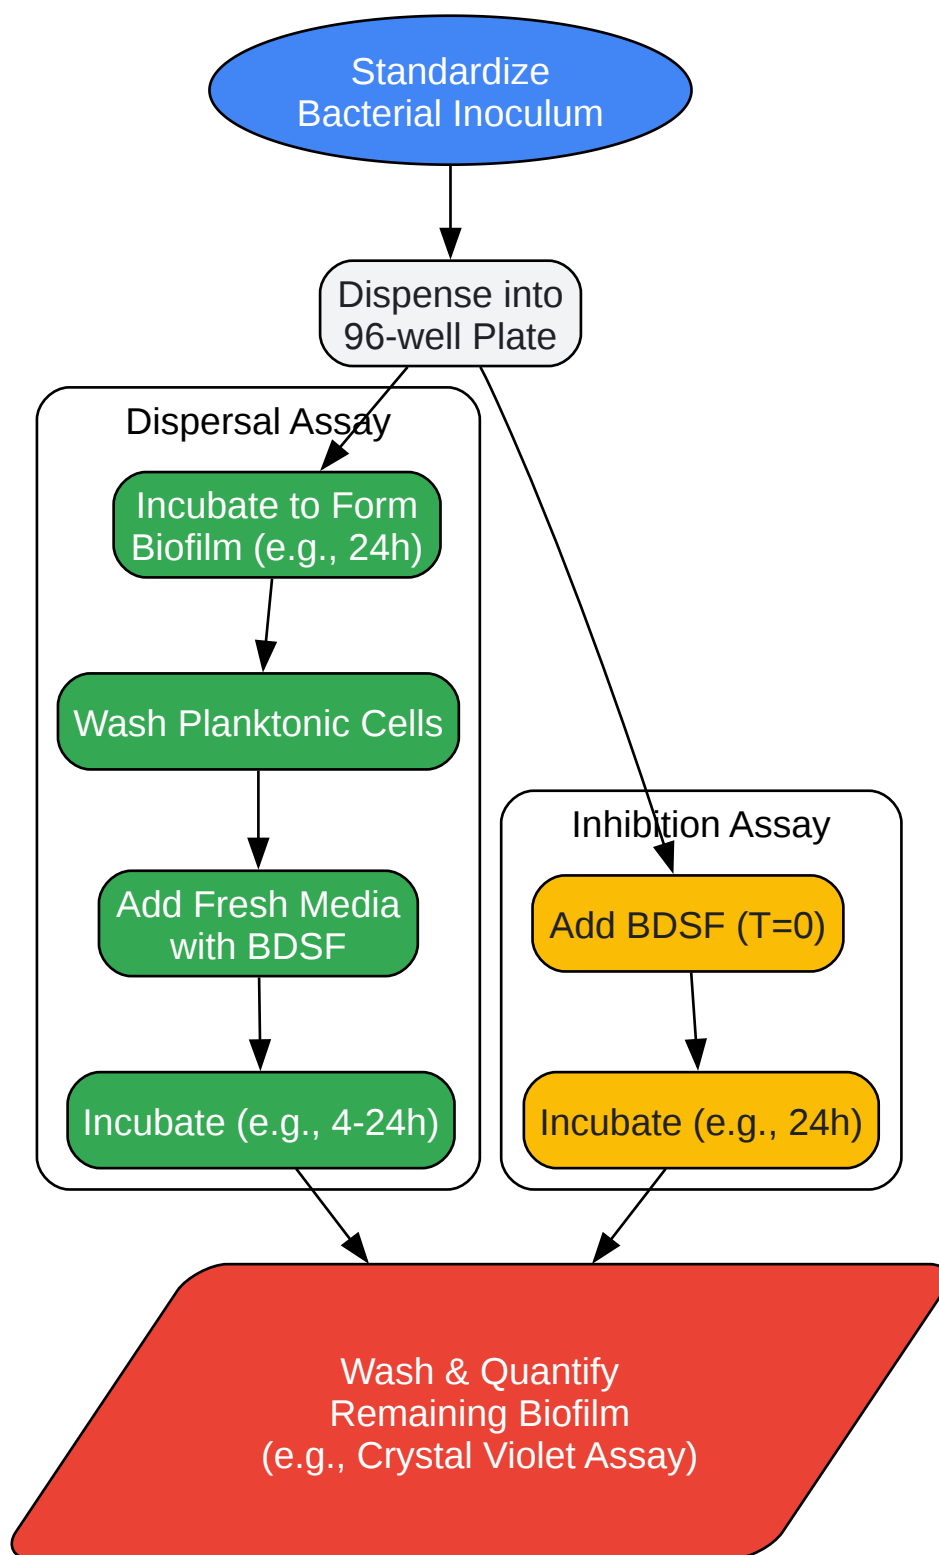 Standardize
Bacterial Inoculum
Dispense into
96-well Plate
Dispersal Assay
Incubate to Form
Biofilm (e.g., 24h)
Wash Planktonic Cells
Add Fresh Media
with BDSF
Incubate (e.g., 4-24h)
Inhibition Assay
Add BDSF (T=0)
Incubate (e.g., 24h)
Wash & Quantify
Remaining Biofilm
(e.g., Crystal Violet Assay)